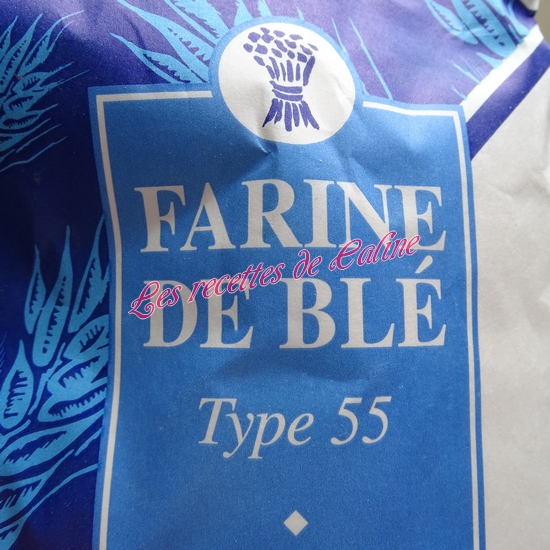 FARINE
Les recettes de Caline
DE BLÉ
Type 55